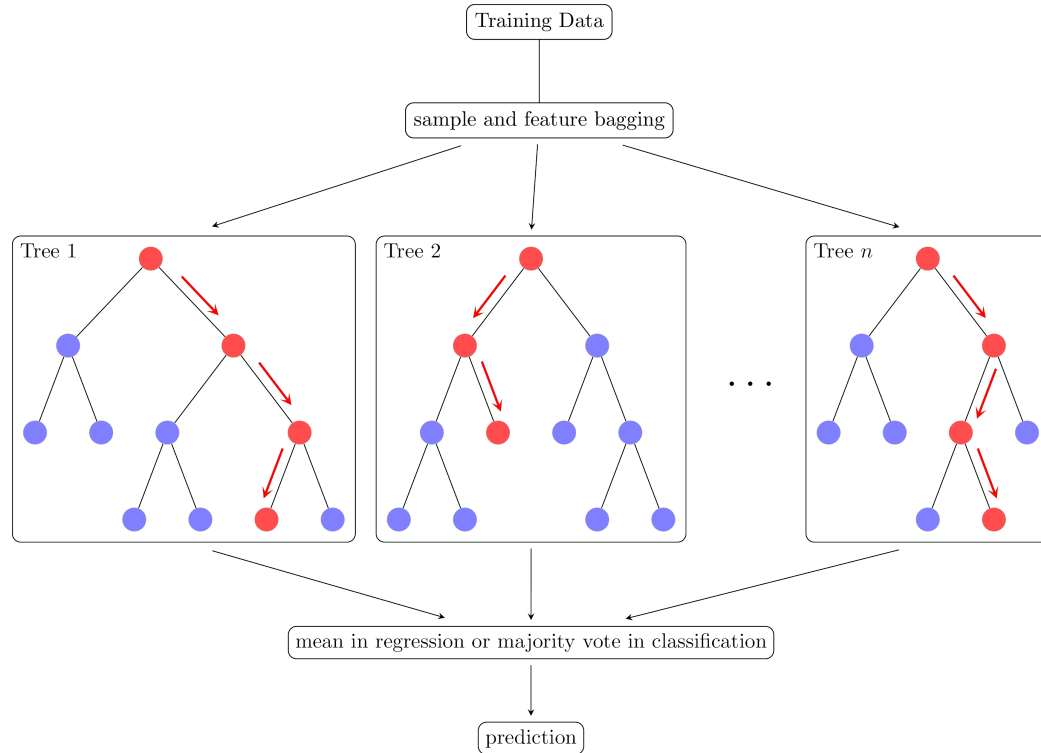 Training Data
sample and feature bagging
Tree 1
Tree 2
Tree n
. . .
mean in regression or majority vote in classification
prediction